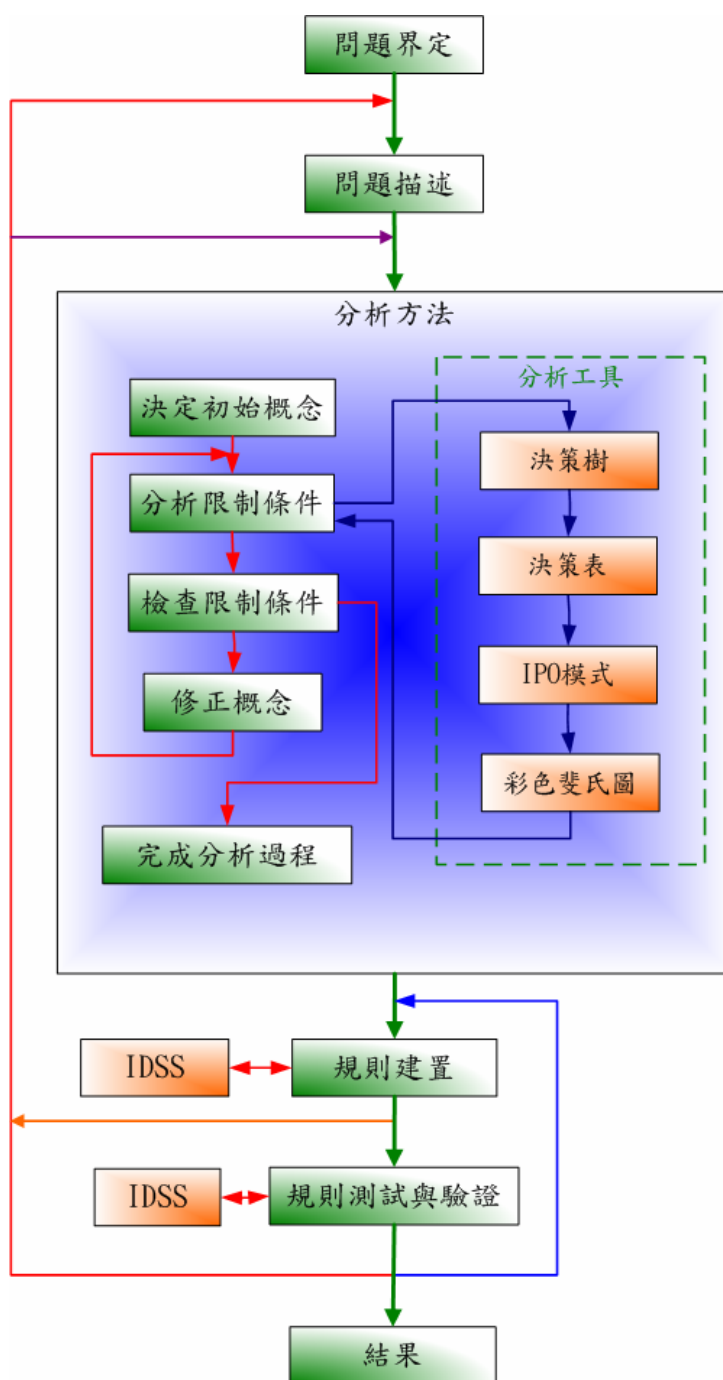 問題界定
問題描述
分析方法
分析工具
決定初始概念
分析限制條件
檢查限制條件
修正概念
完成分析過程
決策樹
決策表
IPO模式
彩色斐氏圖
IDSS
規則建置
IDSS
規則測試與驗證
結果